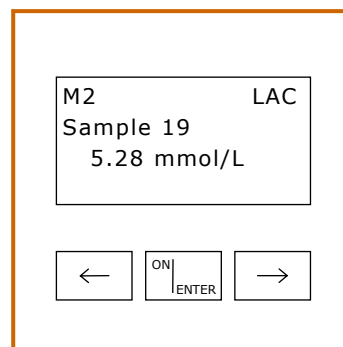 M2 LAC
Sample 19
5.28 mmol/L
← ON ENTER →